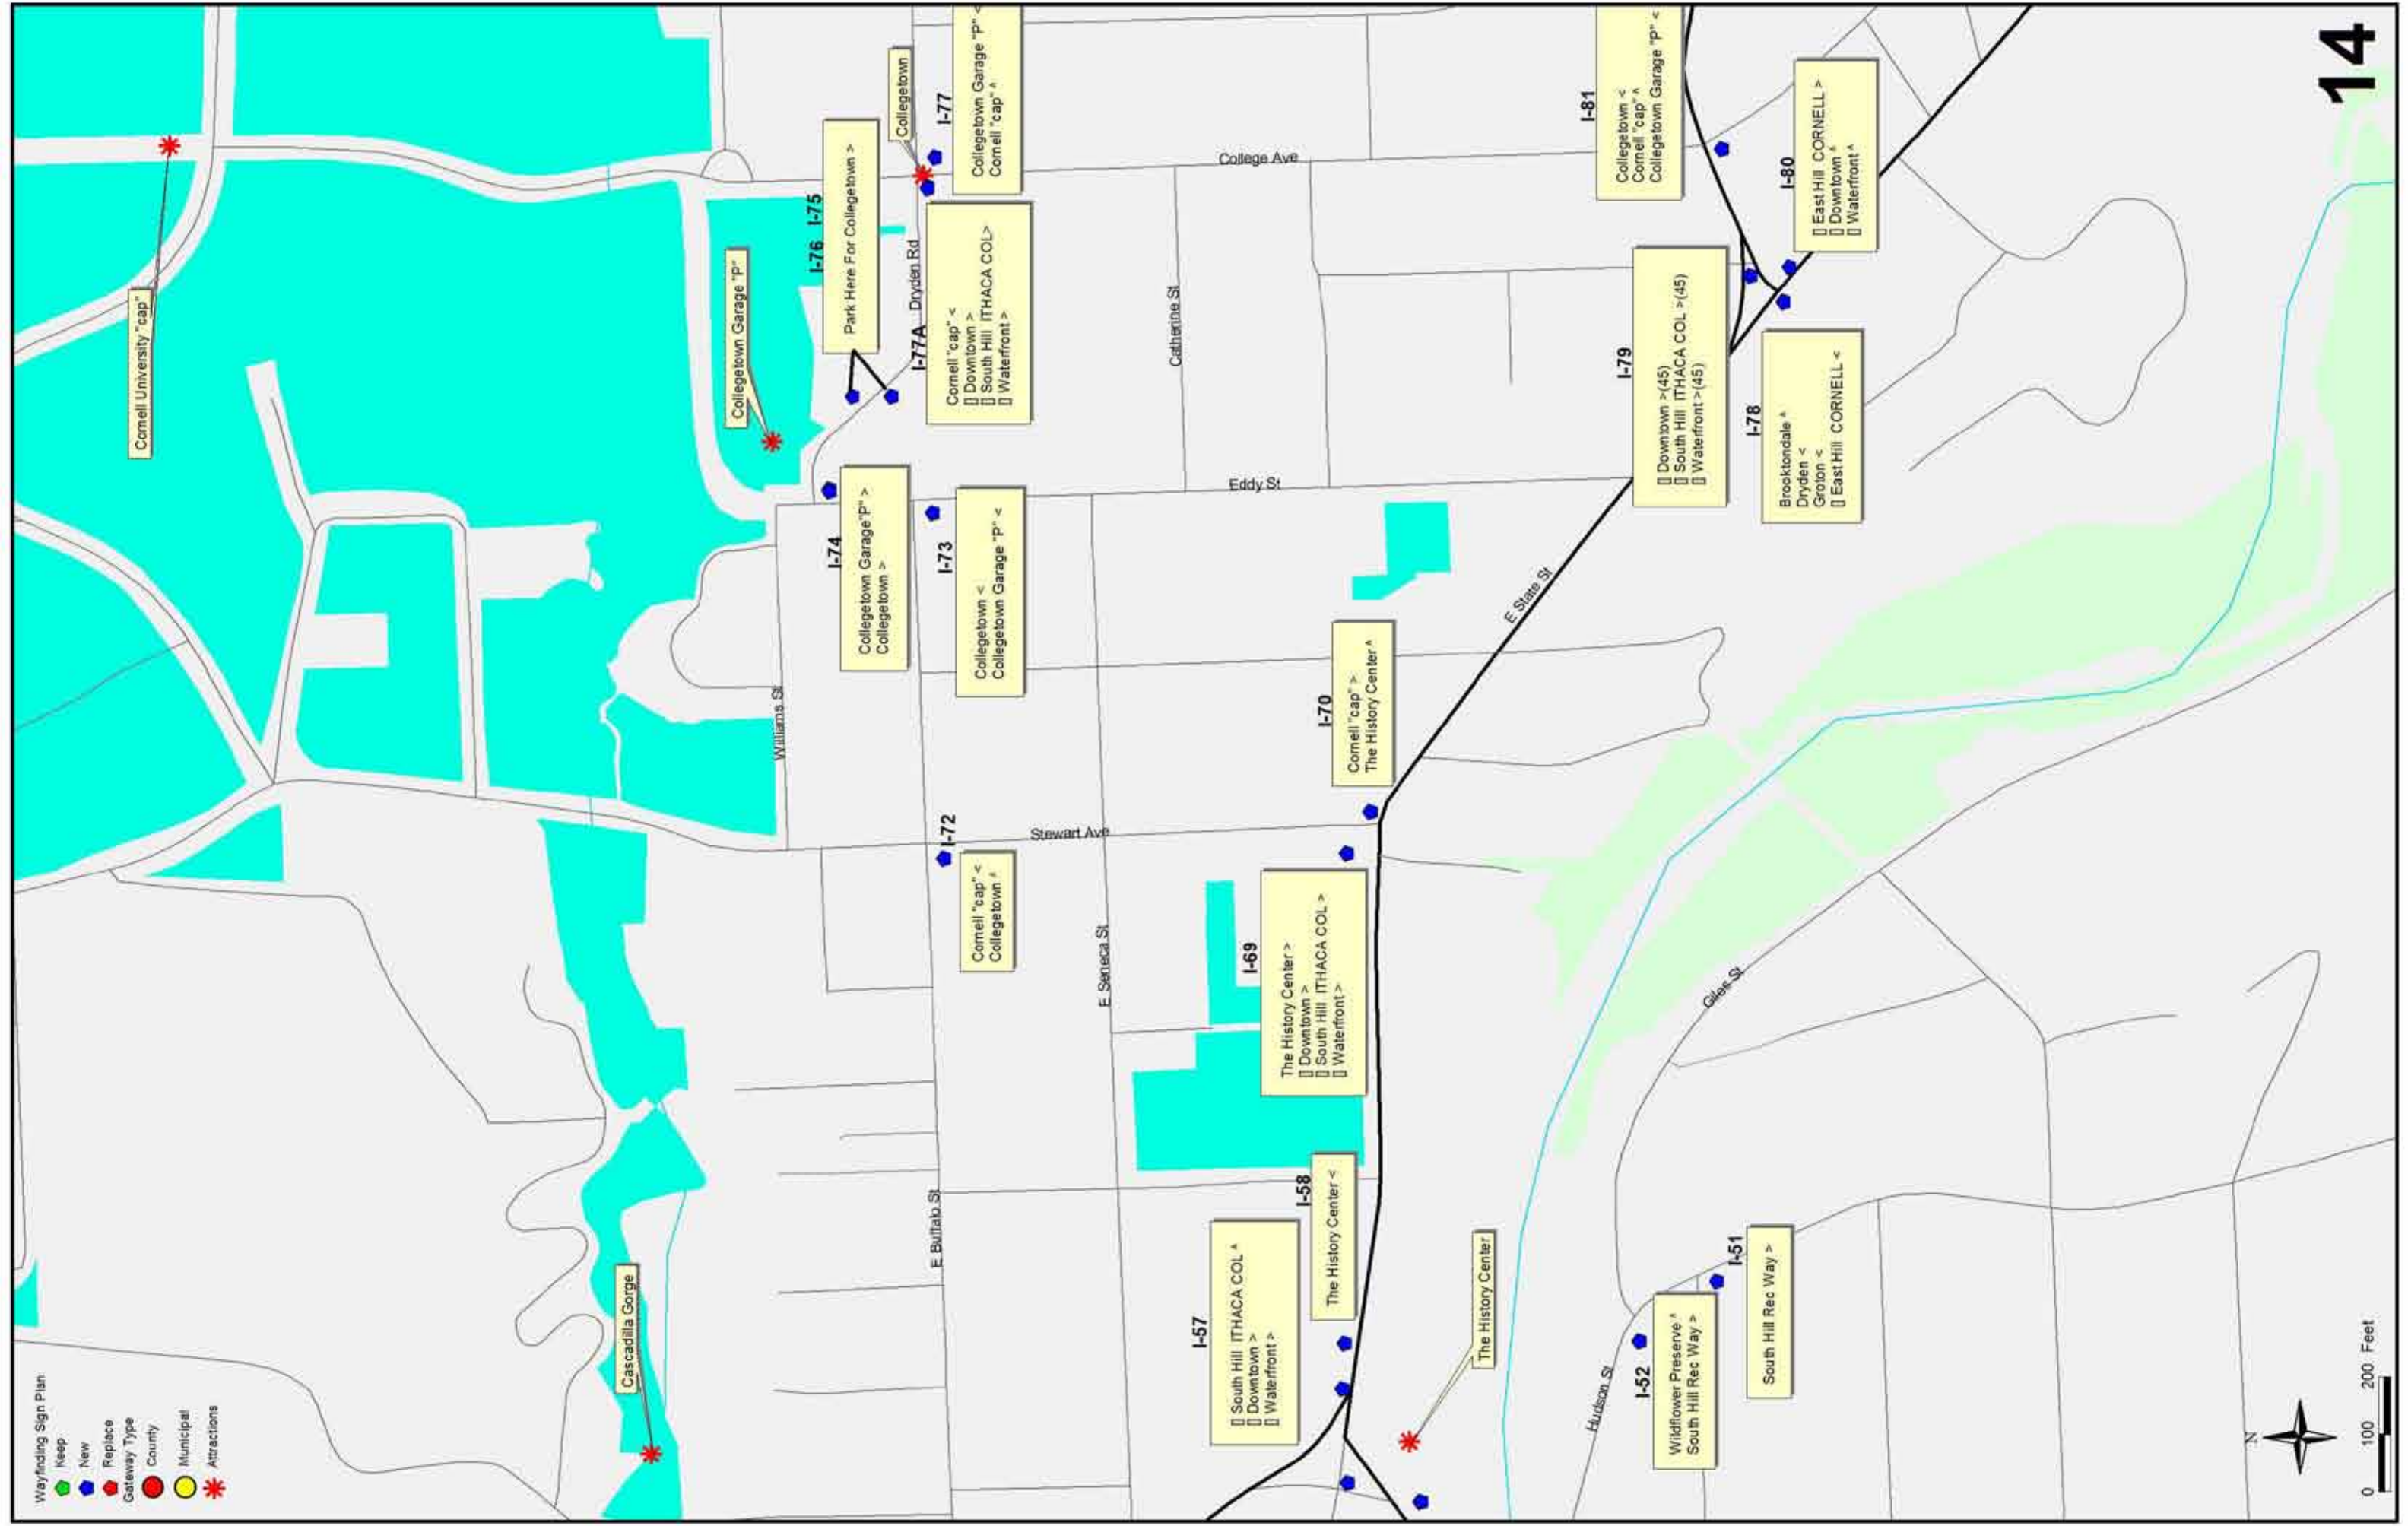 Wayfinding Sign Plan
Keep
New
Replace
Gateway Type
County
Municipal
Attractions
Cornell University "cap"
Cascadilla Gorge
Collegetown Garage "P"
I-76 I-75
Park Here For Collegetown >
Collegetown
I-77
Collegetown Garage "P" <
Cornell "cap" ^
I-77A
Dryden Rd
Cornell "cap" <
▯ Downtown >
▯ South Hill ITHACA COL>
▯ Waterfront >
I-74
Collegetown Garage"P" >
Collegetown >
I-73
Collegetown <
Collegetown Garage "P" <
Williams St
I-72
Cornell "cap" <
Collegetown ^
E Buffalo St
Stewart Ave
E Seneca St
Catherine St
College Ave
Eddy St
I-70
Cornell "cap" >
The History Center ^
I-69
The History Center >
▯ Downtown >
▯ South Hill ITHACA COL >
▯ Waterfront >
I-58
The History Center <
I-57
▯ South Hill ITHACA COL ^
▯ Downtown >
▯ Waterfront >
The History Center
E State St
I-81
Collegetown <
Cornell "cap" ^
Collegetown Garage "P" <
I-80
▯ East Hill CORNELL >
▯ Downtown ^
▯ Waterfront ^
I-79
▯ Downtown >(45)
▯ South Hill ITHACA COL >(45)
▯ Waterfront >(45)
I-78
Brooktondale ^
Dryden <
Groton <
▯ East Hill CORNELL <
Giles St
Hudson St
I-52
Wildflower Preserve ^
South Hill Rec Way >
I-51
South Hill Rec Way >
N
0 100 200 Feet
14